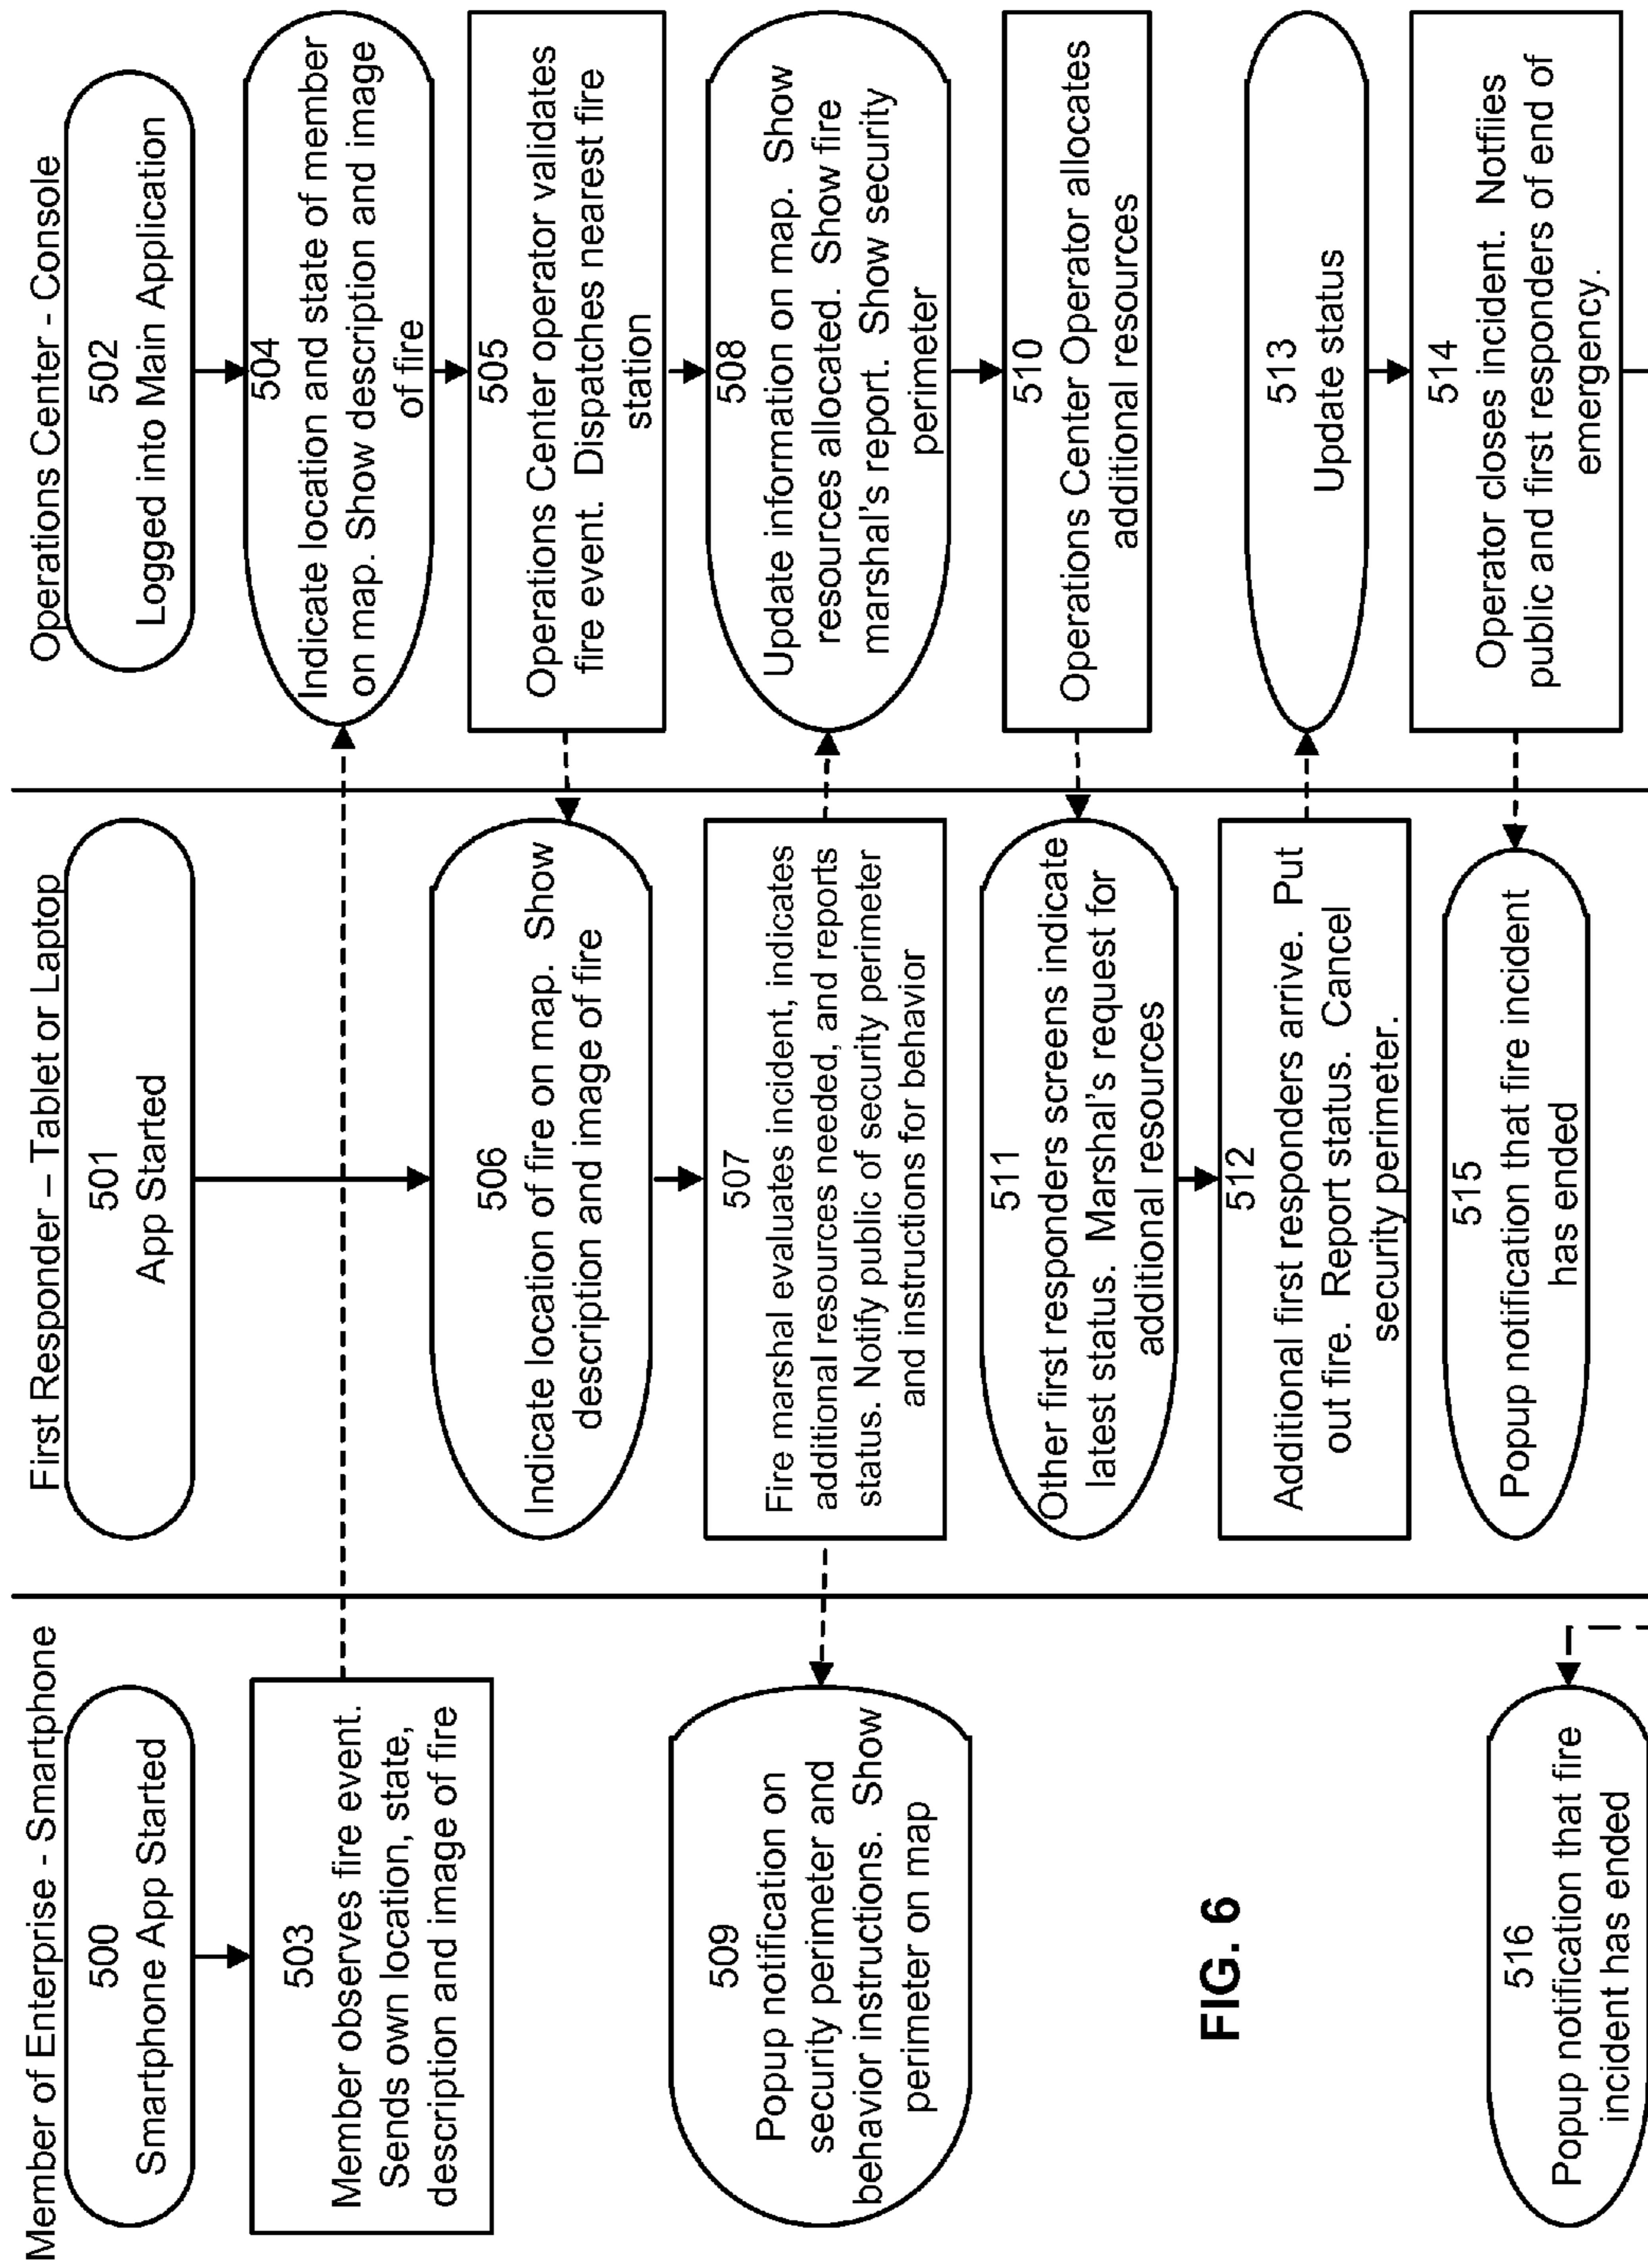 Member of Enterprise - Smartphone
500
Smartphone App Started
503
Member observes fire event.
Sends own location, state,
description and image of fire
509
Popup notification on
security perimeter and
behavior instructions. Show
perimeter on map
516
Popup notification that fire
incident has ended
First Responder – Tablet or Laptop
501
App Started
506
Indicate location of fire on map. Show
description and image of fire
507
Fire marshal evaluates incident, indicates
additional resources needed, and reports
status. Notify public of security perimeter
and instructions for behavior
511
Other first responders screens indicate
latest status. Marshal's request for
additional resources
512
Additional first responders arrive. Put
out fire. Report status. Cancel
security perimeter.
515
Popup notification that fire incident
has ended
Operations Center - Console
502
Logged into Main Application
504
Indicate location and state of member
on map. Show description and image
of fire
505
Operations Center operator validates
fire event. Dispatches nearest fire
station
508
Update information on map. Show
resources allocated. Show fire
marshal's report. Show security
perimeter
510
Operations Center Operator allocates
additional resources
513
Update status
514
Operator closes incident. Notfiies
public and first responders of end of
emergency.
FIG. 6